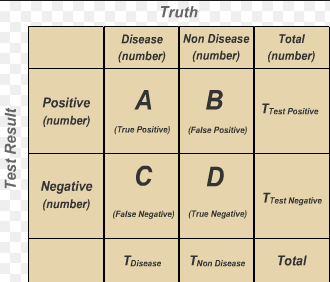 Truth
Disease
(number)
Non Disease
(number)
Total
(number)
Test Result
Positive
(number)
A
(True Positive)
B
(False Positive)
TTest Positive
Negative
(number)
C
(False Negative)
D
(True Negative)
TTest Negative
TDisease
TNon Disease
Total